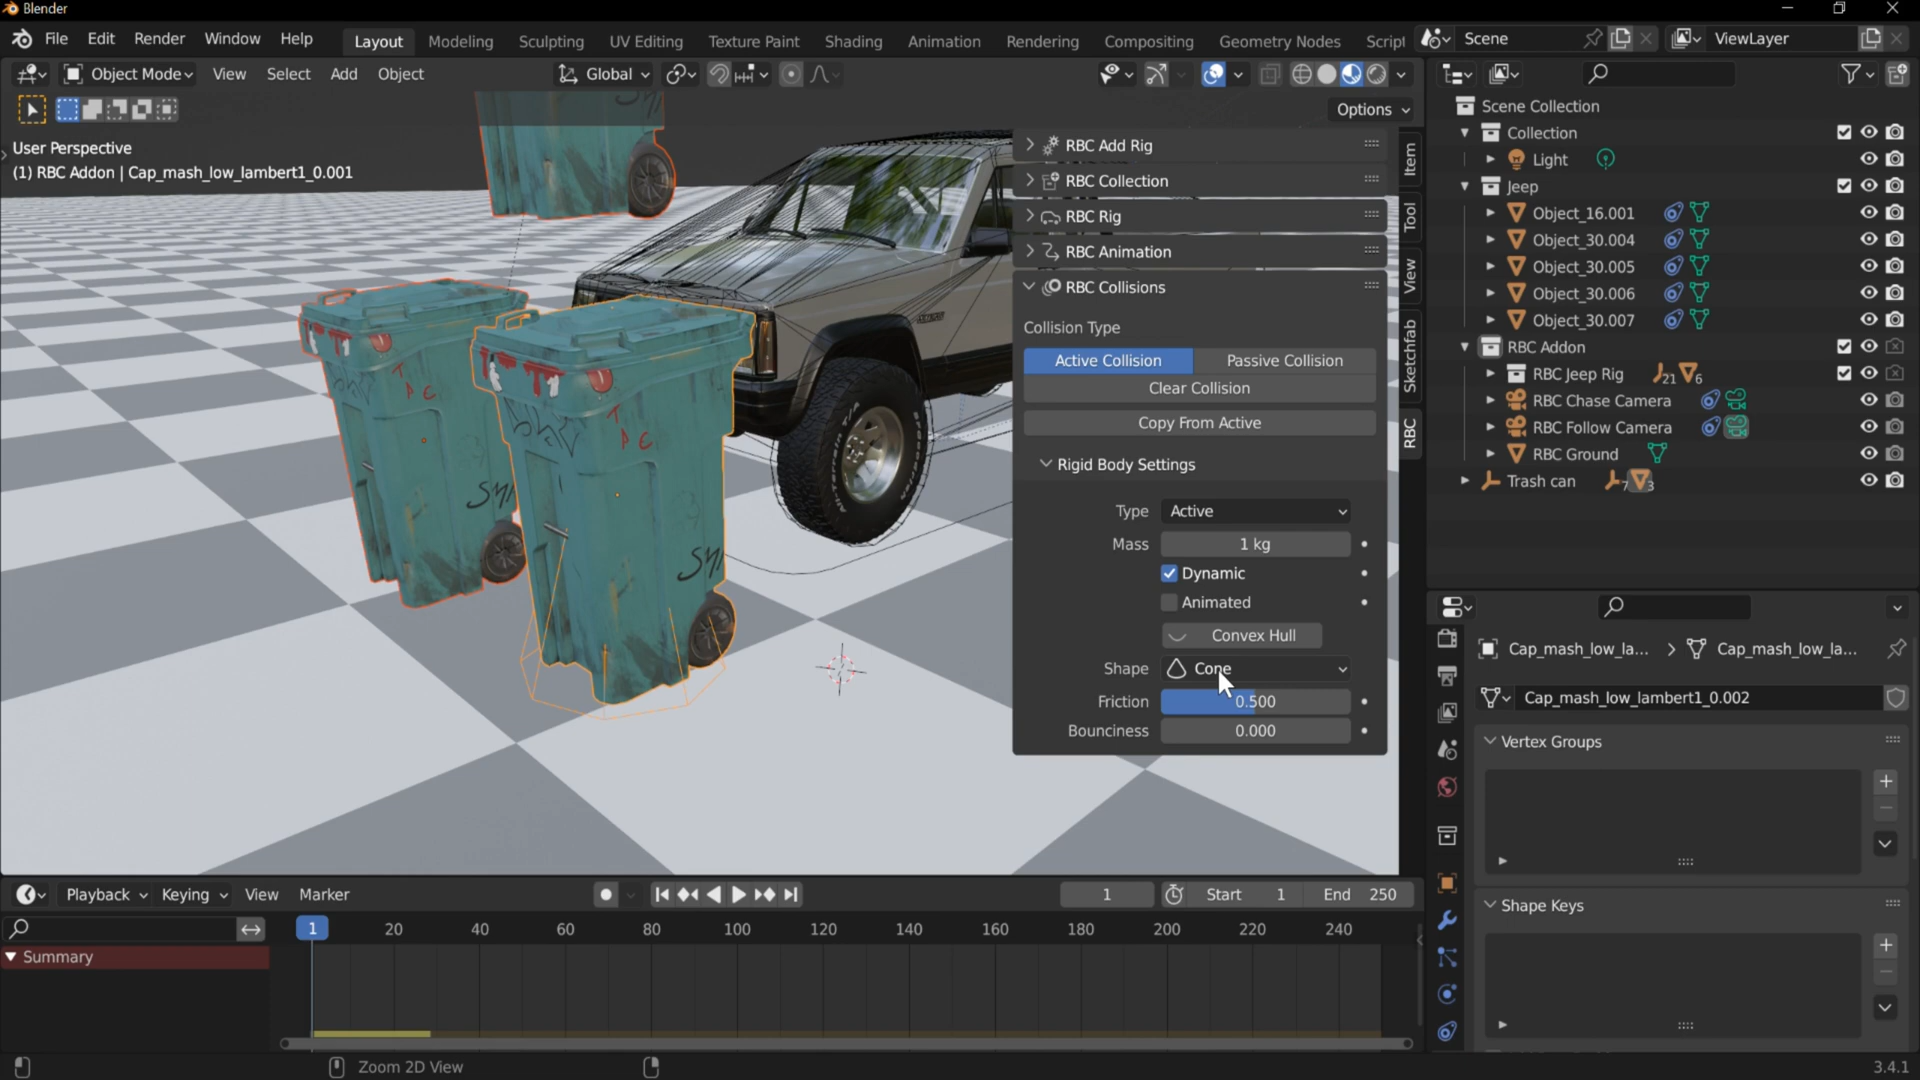 Blender
File Edit Render Window Help Layout Modeling Sculpting UV Editing Texture Paint Shading Animation Rendering Compositing Geometry Nodes Script Scene ViewLayer
Object Mode View Select Add Object Global
Options
User Perspective
(1) RBC Addon | Cap_mash_low_lambert1_0.001
RBC Add Rig
RBC Collection
RBC Rig
RBC Animation
RBC Collisions
Collision Type
Active Collision Passive Collision
Clear Collision
Copy From Active
Rigid Body Settings
Type Active
Mass 1 kg
Dynamic
Animated
Convex Hull
Shape Cone
Friction 0.500
Bounciness 0.000
Item
Tool
View
Sketchfab
RBC
Scene Collection
Collection
Light
Jeep
Object_16.001
Object_30.004
Object_30.005
Object_30.006
Object_30.007
RBC Addon
RBC Jeep Rig 21 6
RBC Chase Camera
RBC Follow Camera
RBC Ground
Trash can 7 3
Cap_mash_low_la... > Cap_mash_low_la...
Cap_mash_low_lambert1_0.002
Vertex Groups
Shape Keys
Playback Keying View Marker 1 Start 1 End 250
1 20 40 60 80 100 120 140 160 180 200 220 240
Summary
Zoom 2D View
3.4.1